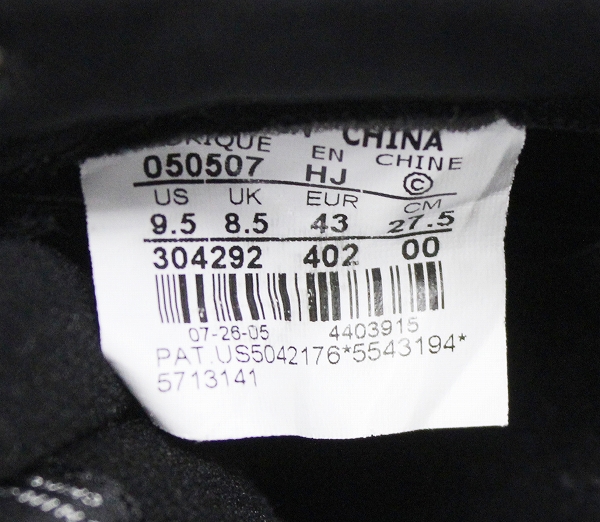 CHINA
050507 EN HJ CHINE ©
US UK EUR CM
9.5 8.5 43 27.5
304292 402 00
07-26-05 4403915
PAT.US5042176*5543194*
5713141